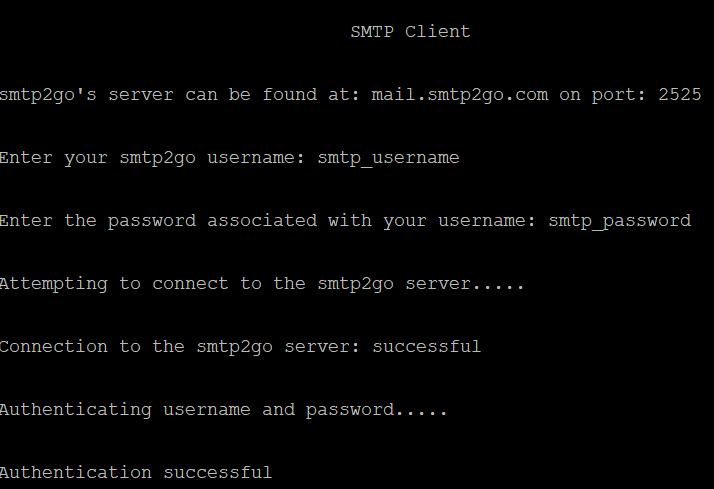 SMTP Client
smtp2go's server can be found at: mail.smtp2go.com on port: 2525
Enter your smtp2go username: smtp_username
Enter the password associated with your username: smtp_password
Attempting to connect to the smtp2go server.....
Connection to the smtp2go server: successful
Authenticating username and password.....
Authentication successful